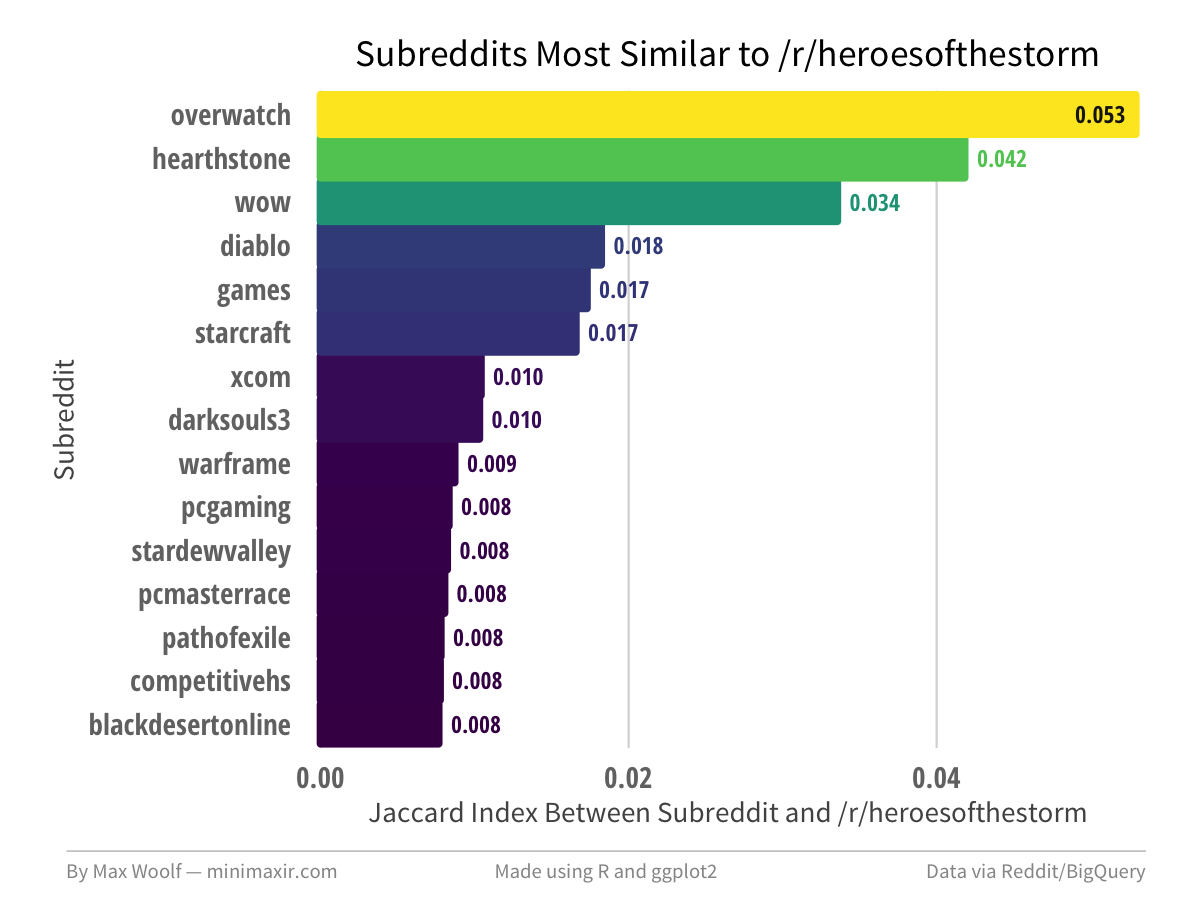 Subreddits Most Similar to /r/heroesofthestorm
overwatch 0.053
hearthstone 0.042
wow 0.034
diablo 0.018
games 0.017
starcraft 0.017
xcom 0.010
darksouls3 0.010
warframe 0.009
pcgaming 0.008
stardewvalley 0.008
pcmasterrace 0.008
pathofexile 0.008
competitivehs 0.008
blackdesertonline 0.008
Subreddit
0.00 0.02 0.04
Jaccard Index Between Subreddit and /r/heroesofthestorm
By Max Woolf — minimaxir.com Made using R and ggplot2 Data via Reddit/BigQuery